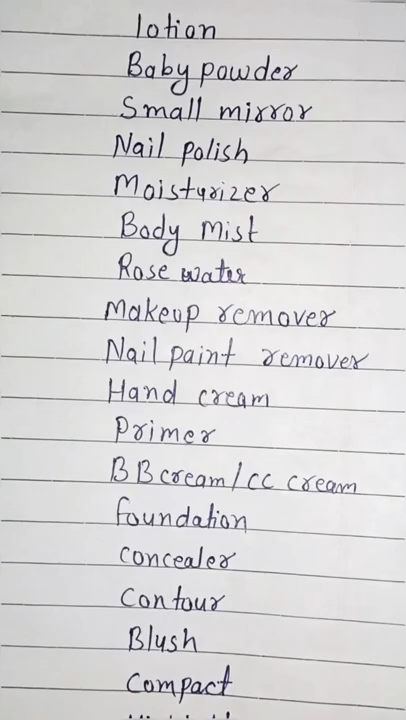 lotion
Baby powder
Small mirror
Nail polish
Moisturizer
Body Mist
Rose water
Makeup remover
Nail paint remover
Hand cream
Primer
BB cream/CC cream
foundation
concealer
Contour
Blush
Compact